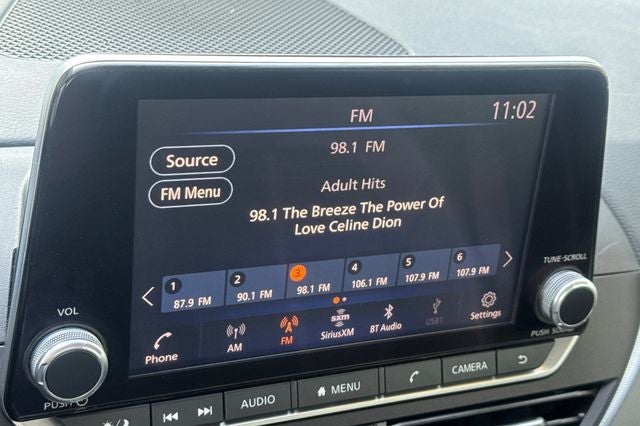 FM
11:02
98.1 FM
Source
FM Menu
Adult Hits
98.1 The Breeze The Power Of
Love Celine Dion
1 2 3 4 5 6
87.9 FM 90.1 FM 98.1 FM 106.1 FM 107.9 FM 107.9 FM
Phone AM FM sxm SiriusXM BT Audio USB1 Settings
VOL
PUSH
TUNE·SCROLL
AUDIO MENU CAMERA